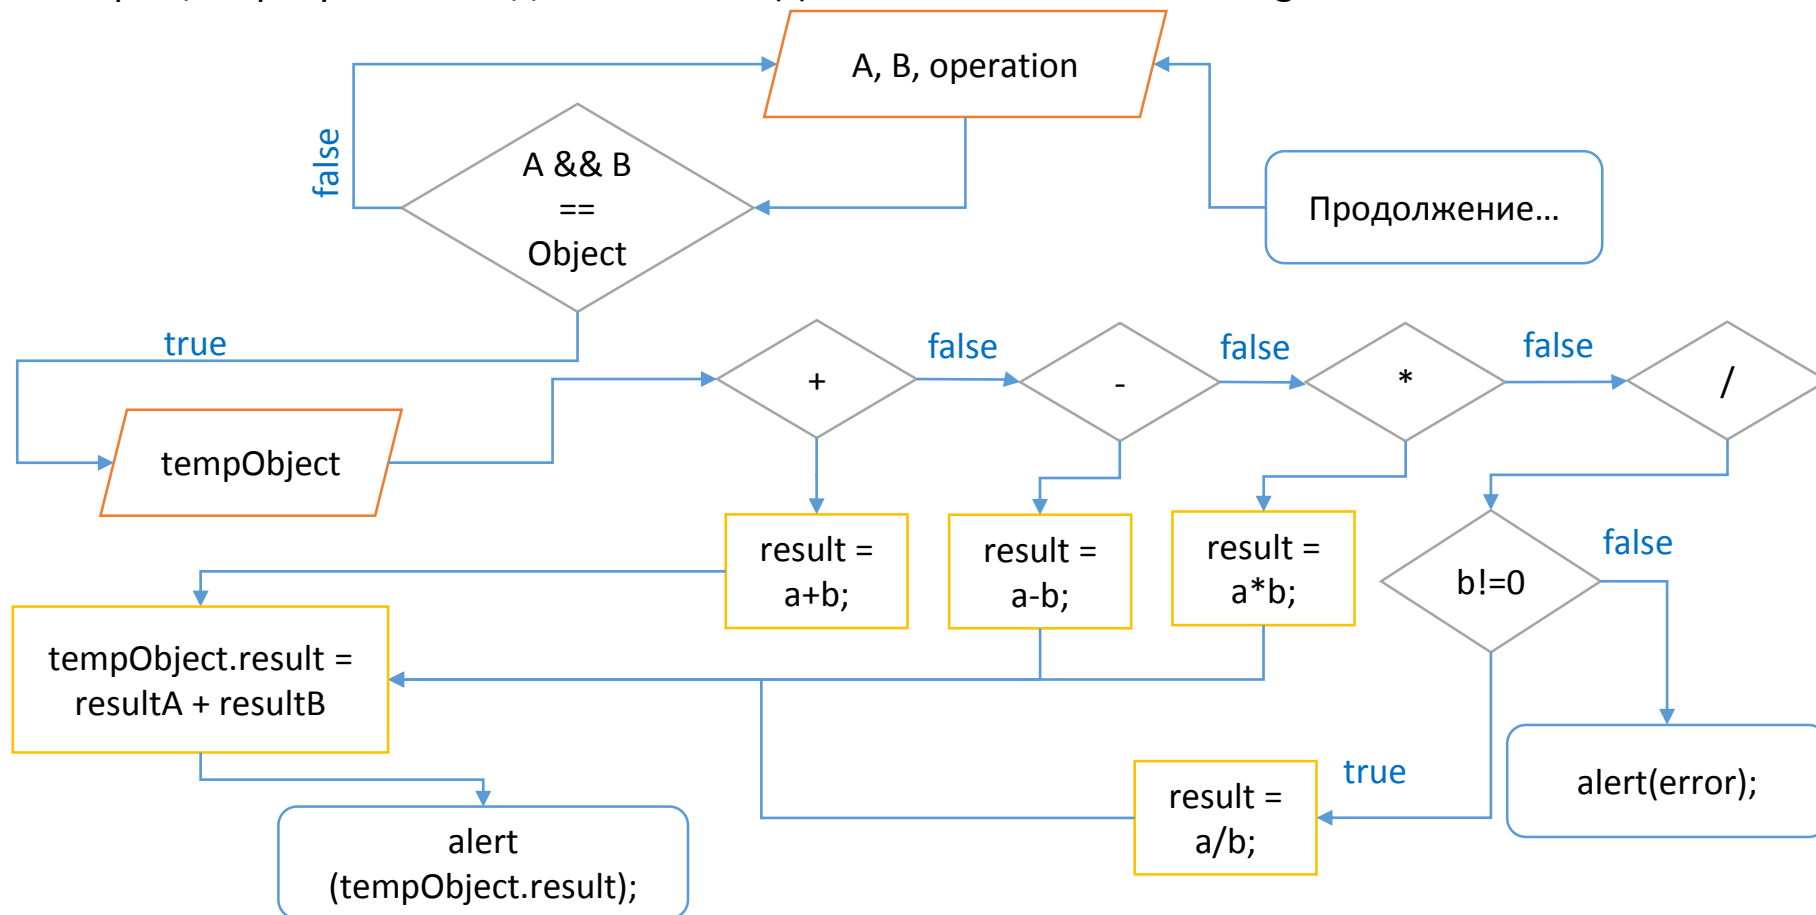 A, B, operation
false
A && B
==
Object
Продолжение...
true
+
false
-
false
*
false
/
tempObject
result =
a+b;
result =
a-b;
result =
a*b;
b!=0
false
tempObject.result =
resultA + resultB
true
result =
a/b;
alert(error);
alert
(tempObject.result);